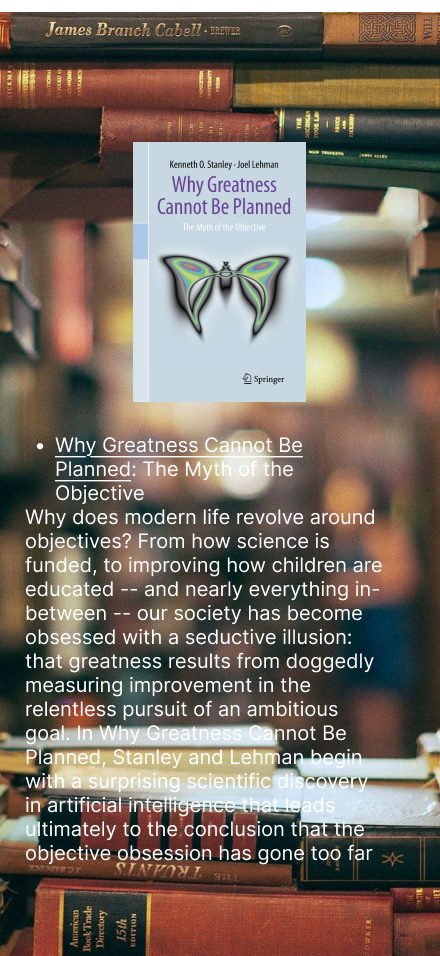 James Branch Cabell · BREWER
Kenneth O. Stanley · Joel Lehman
Why Greatness
Cannot Be Planned
The Myth of the Objective
Springer
• Why Greatness Cannot Be
Planned: The Myth of the
Objective
Why does modern life revolve around
objectives? From how science is
funded, to improving how children are
educated -- and nearly everything in-
between -- our society has become
obsessed with a seductive illusion:
that greatness results from doggedly
measuring improvement in the
relentless pursuit of an ambitious
goal. In Why Greatness Cannot Be
Planned, Stanley and Lehman begin
with a surprising scientific discovery
in artificial intelligence that leads
ultimately to the conclusion that the
objective obsession has gone too far
TRUANTS
American
Book Trade
Directory
15th
EDITION